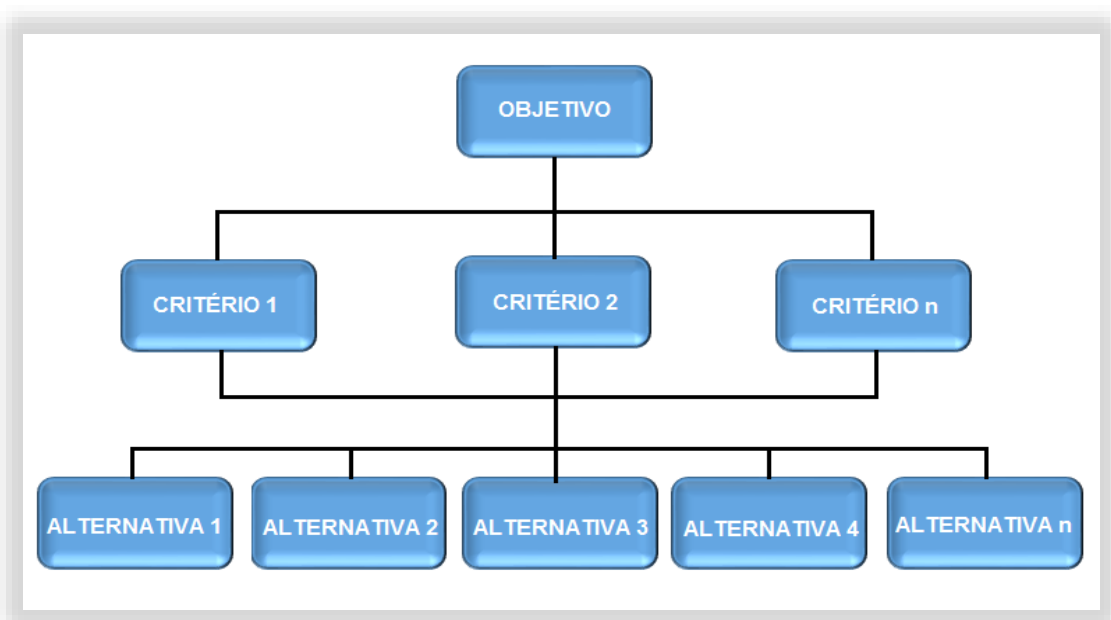 OBJETIVO
CRITÉRIO 1
CRITÉRIO 2
CRITÉRIO n
ALTERNATIVA 1
ALTERNATIVA 2
ALTERNATIVA 3
ALTERNATIVA 4
ALTERNATIVA n